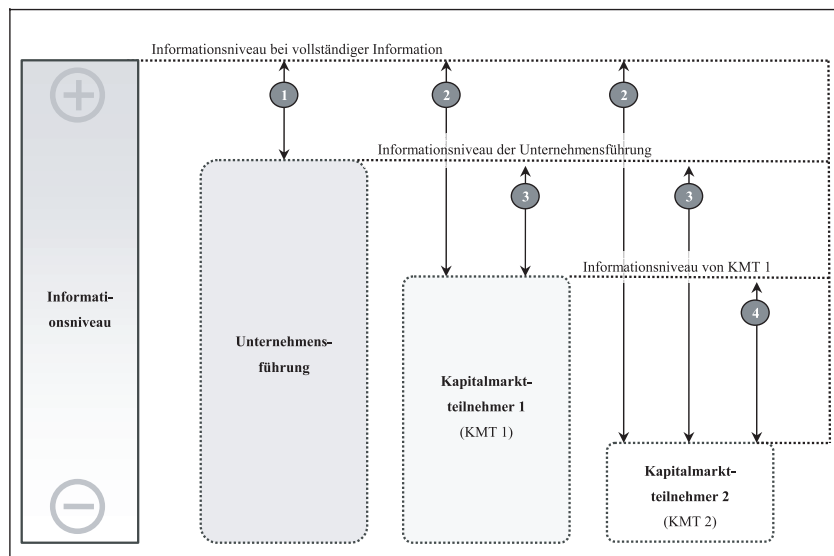 Informationsniveau bei vollständiger Information
1
2
2
Informationsniveau der Unternehmensführung
3
3
Informationsniveau von KMT 1
4
Informati-
onsniveau
Unternehmens-
führung
Kapitalmarkt-
teilnehmer 1
(KMT 1)
Kapitalmarkt-
teilnehmer 2
(KMT 2)